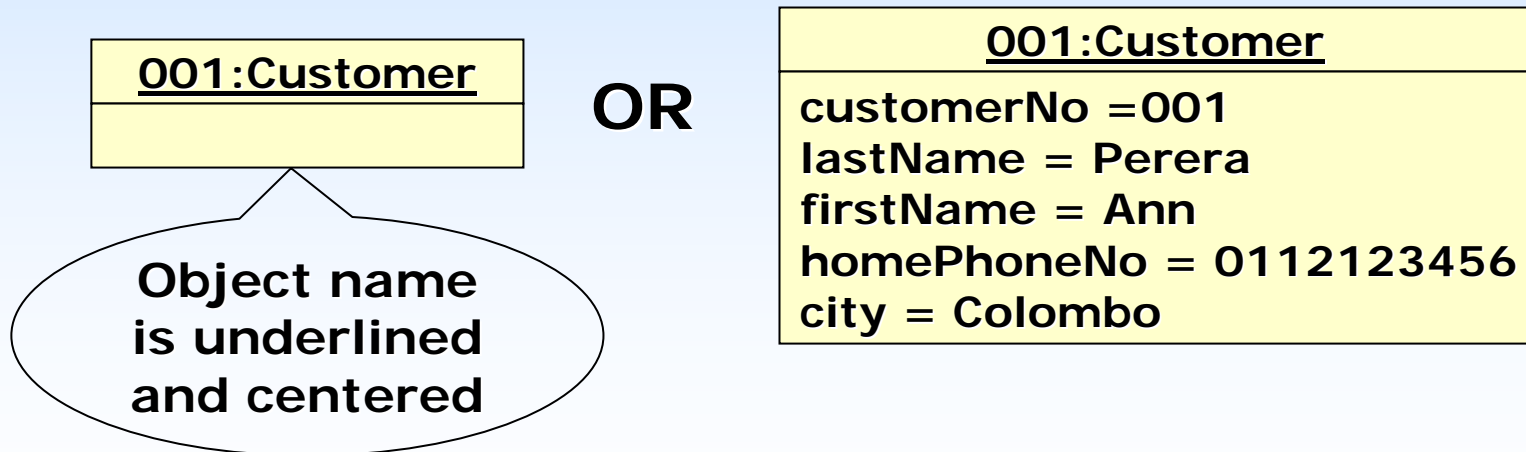 001:Customer
OR
001:Customer
customerNo =001
lastName = Perera
firstName = Ann
homePhoneNo = 0112123456
city = Colombo
Object name
is underlined
and centered